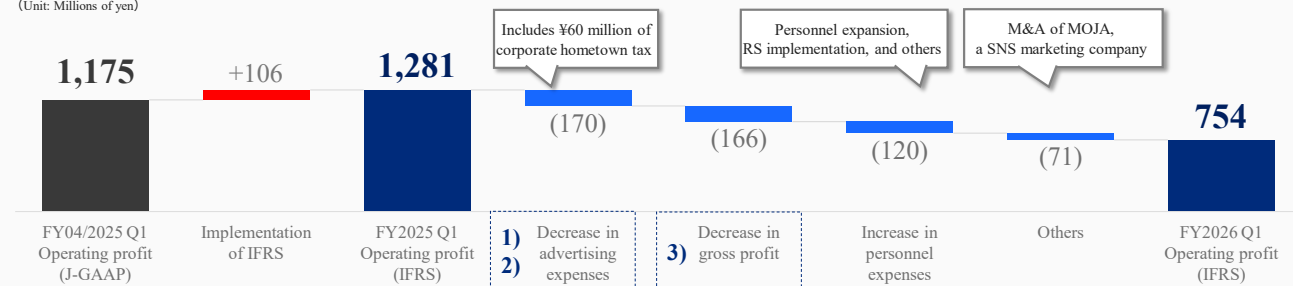 (Unit: Millions of yen)
Includes ¥60 million of
corporate hometown tax
Personnel expansion,
RS implementation, and others
M&A of MOJA,
a SNS marketing company
1,175
+106
1,281
(170)
(166)
(120)
(71)
754
FY04/2025 Q1
Operating profit
(J-GAAP)
Implementation
of IFRS
FY2025 Q1
Operating profit
(IFRS)
1)
2)
Decrease in
advertising
expenses
3)
Decrease in
gross profit
Increase in
personnel
expenses
Others
FY2026 Q1
Operating profit
(IFRS)